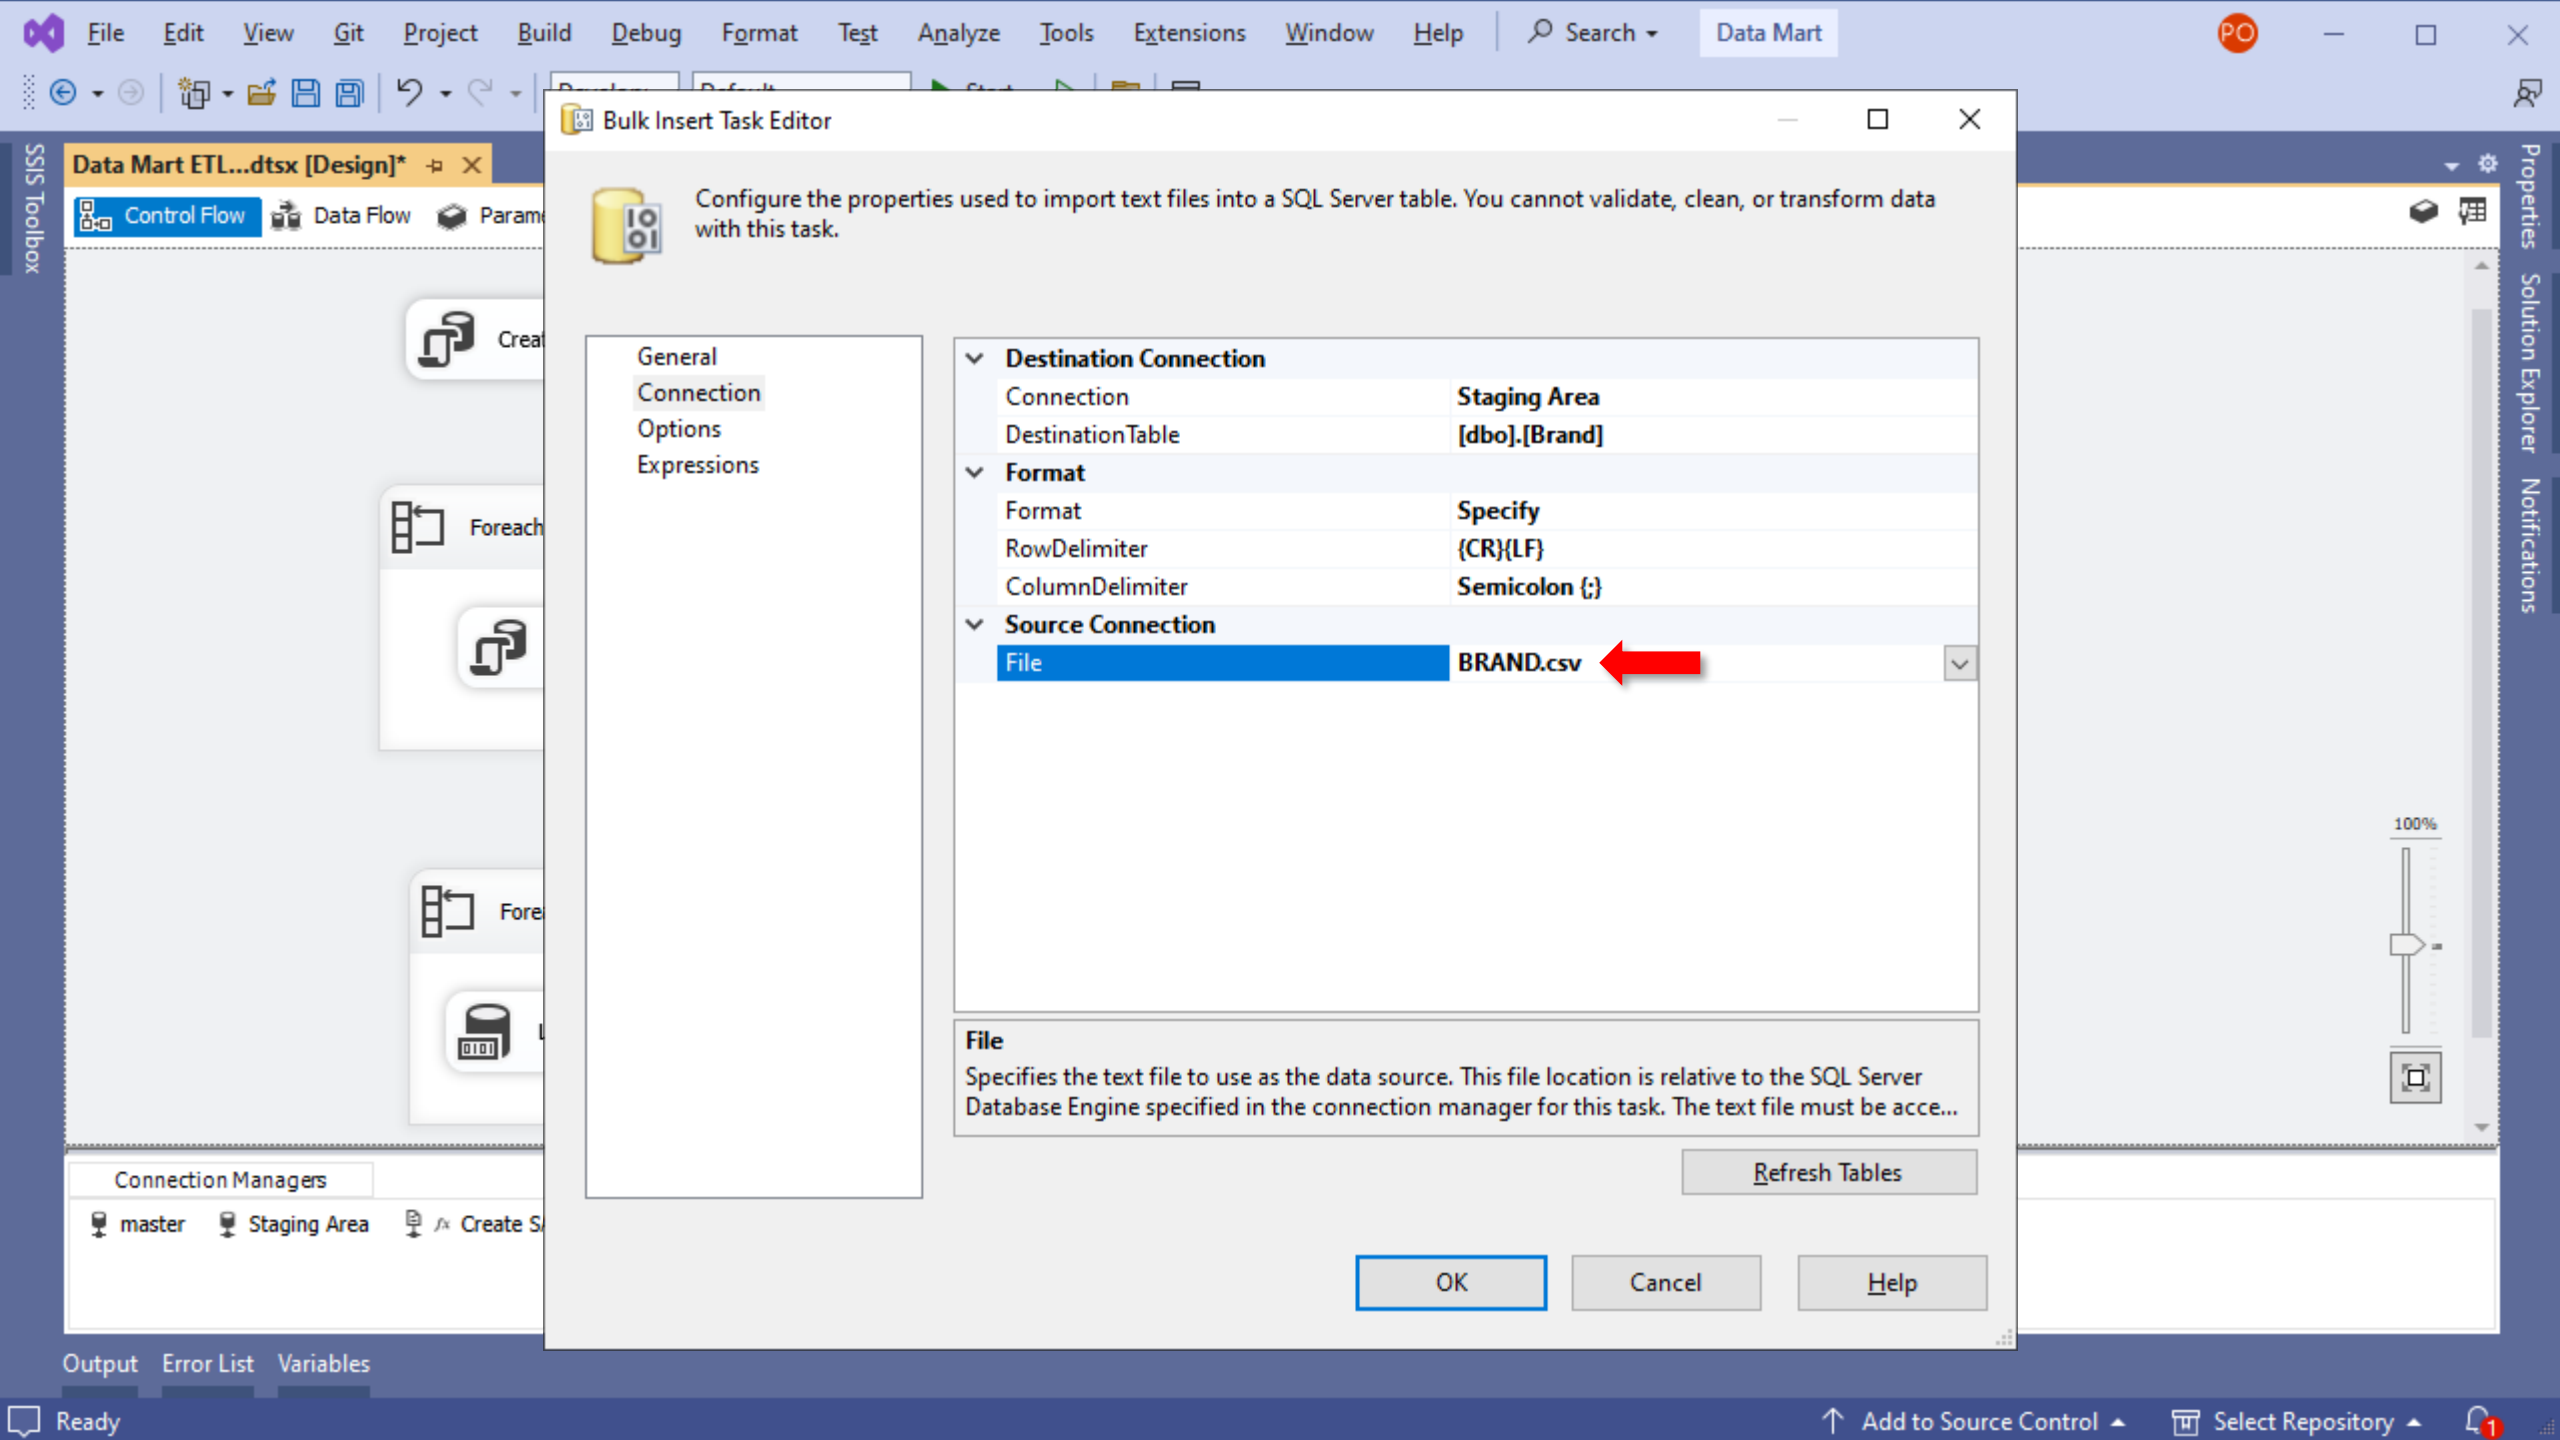 File Edit View Git Project Build Debug Format Test Analyze Tools Extensions Window Help Search Data Mart PO
Bulk Insert Task Editor
SSIS Toolbox
Data Mart ETL...dtsx [Design]*
Control Flow Data Flow
Configure the properties used to import text files into a SQL Server table. You cannot validate, clean, or transform data
with this task.
General
Connection
Options
Expressions
Destination Connection
Connection Staging Area
DestinationTable [dbo].[Brand]
Format
Format Specify
RowDelimiter {CR}{LF}
ColumnDelimiter Semicolon {;}
Source Connection
File BRAND.csv
File
Specifies the text file to use as the data source. This file location is relative to the SQL Server
Database Engine specified in the connection manager for this task. The text file must be acce...
Refresh Tables
OK Cancel Help
Foreach
100%
Properties
Solution Explorer
Notifications
Connection Managers
master Staging Area fx Create
Output Error List Variables
Ready Add to Source Control Select Repository 1